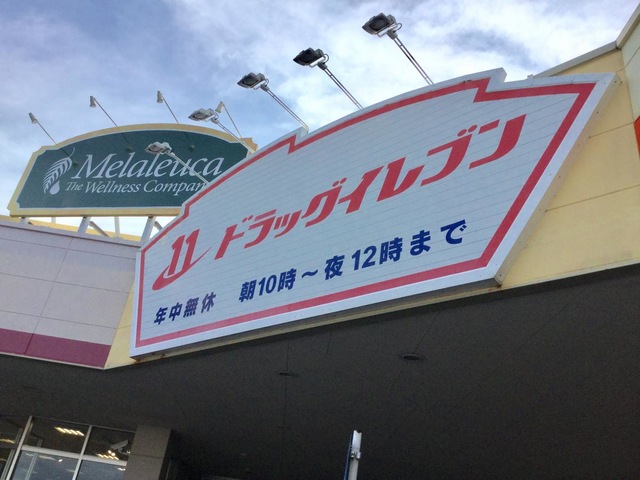 Melaleuca
The Wellness Company
11 ドラッグイレブン
年中無休 朝10時～夜12時まで